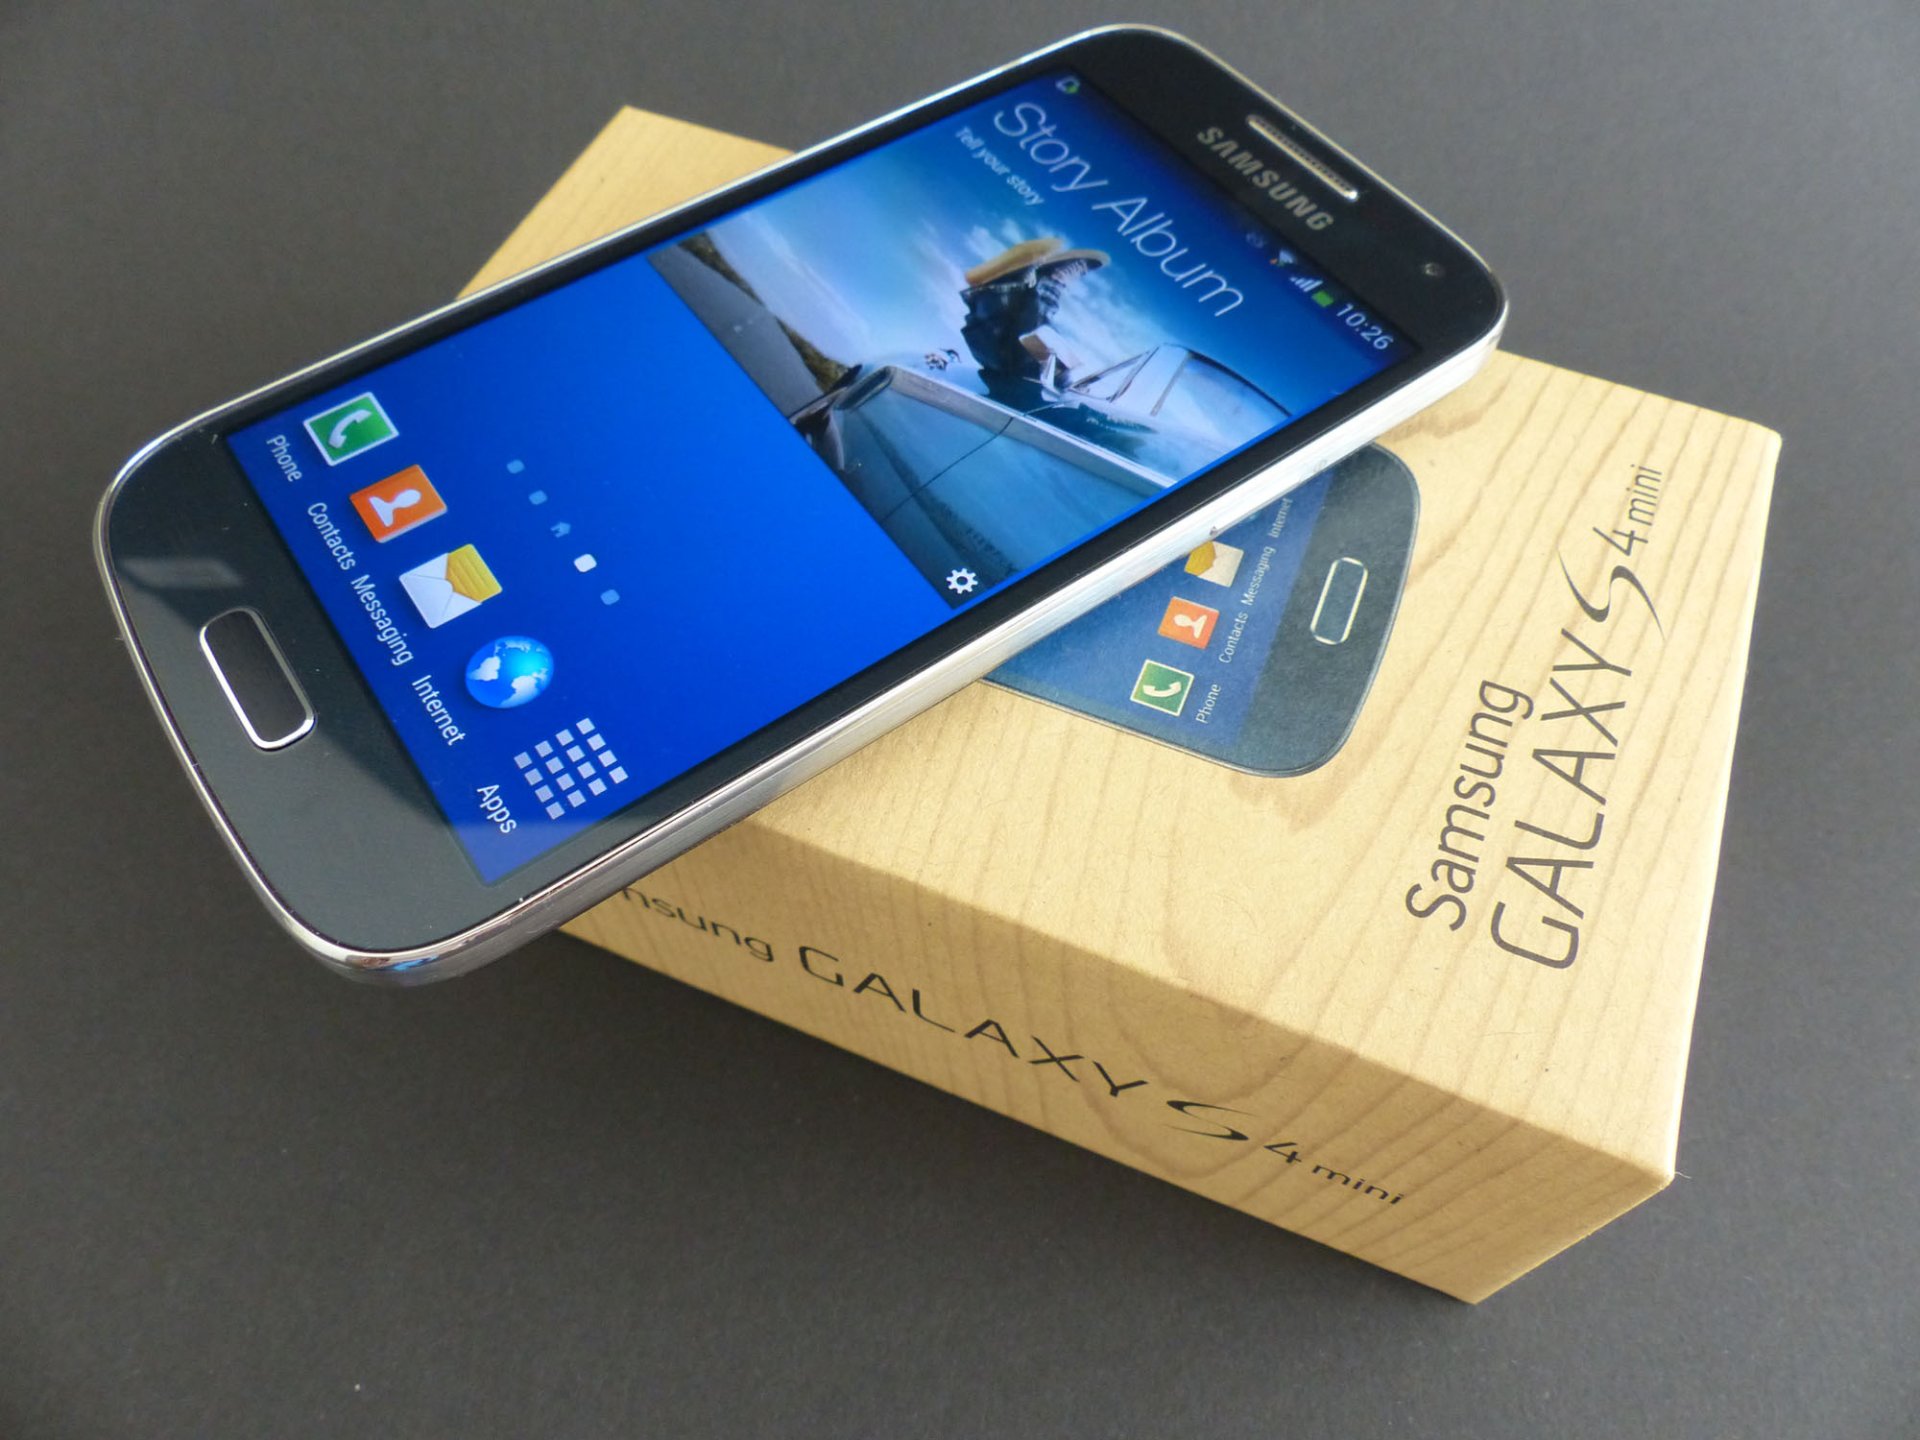 SAMSUNG
10:26
Story Album
Tell your story
Phone
Contacts
Messaging
Internet
Apps
Phone
Contacts
Messaging
Internet
Samsung
GALAXY S4 mini
nsung GALAXY S4 mini